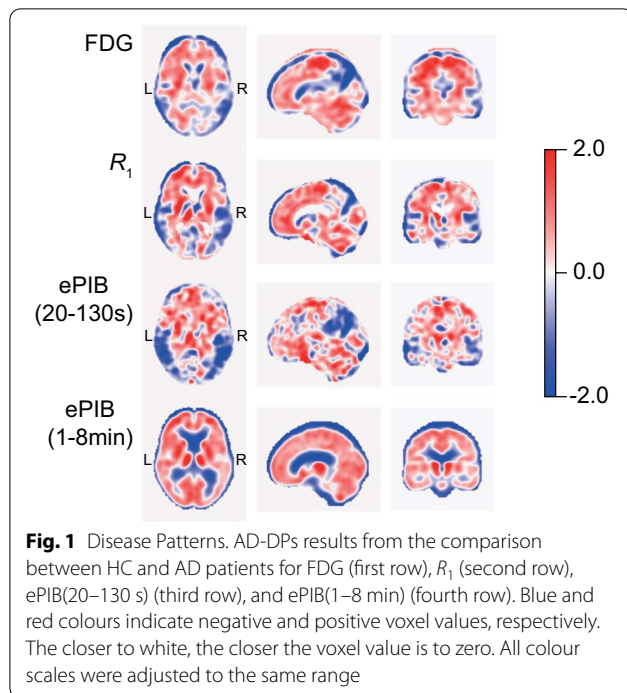 FDG
L R
R1
L R
ePIB
(20-130s)
L R
ePIB
(1-8min)
L R
2.0
0.0
-2.0
Fig. 1 Disease Patterns. AD-DPs results from the comparison
between HC and AD patients for FDG (first row), R1 (second row),
ePIB(20–130 s) (third row), and ePIB(1–8 min) (fourth row). Blue and
red colours indicate negative and positive voxel values, respectively.
The closer to white, the closer the voxel value is to zero. All colour
scales were adjusted to the same range